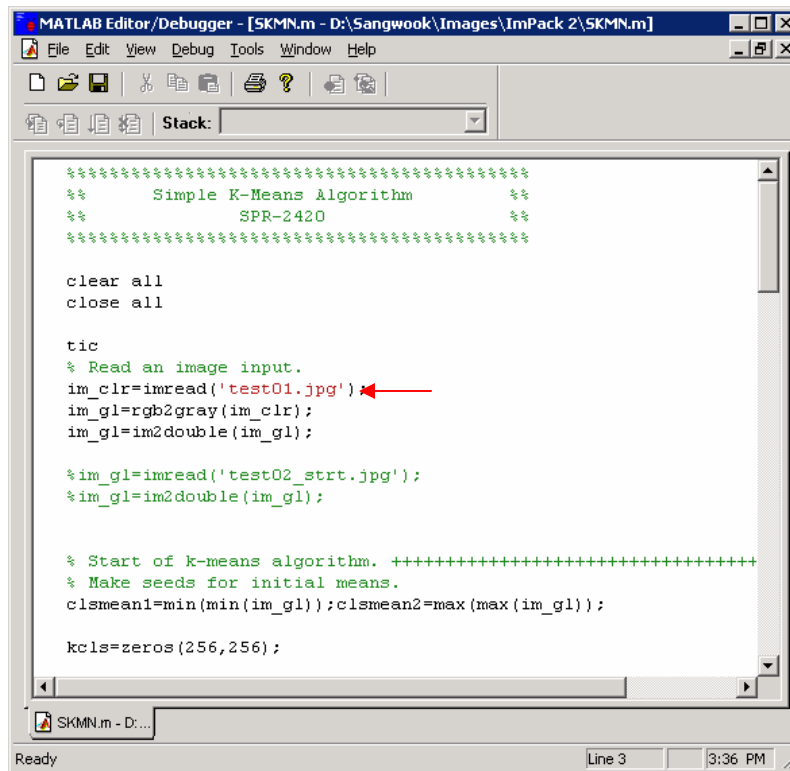 MATLAB Editor/Debugger - [SKMN.m - D:\Sangwook\Images\ImPack 2\SKMN.m]
File Edit View Debug Tools Window Help
Stack:
%%%%%%%%%%%%%%%%%%%%%%%%%%%%%%%%%%%%%%%%%%%
%%       Simple K-Means Algorithm         %%
%%               SPR-2420                 %%
%%%%%%%%%%%%%%%%%%%%%%%%%%%%%%%%%%%%%%%%%%%
clear all
close all
tic
% Read an image input.
im_clr=imread('test01.jpg');
im_gl=rgb2gray(im_clr);
im_gl=im2double(im_gl);
%im_gl=imread('test02_strt.jpg');
%im_gl=im2double(im_gl);
% Start of k-means algorithm. ++++++++++++++++++++++++++++++++++
% Make seeds for initial means.
clsmean1=min(min(im_gl));clsmean2=max(max(im_gl));
kcls=zeros(256,256);
SKMN.m - D:...
Ready Line 3 3:36 PM